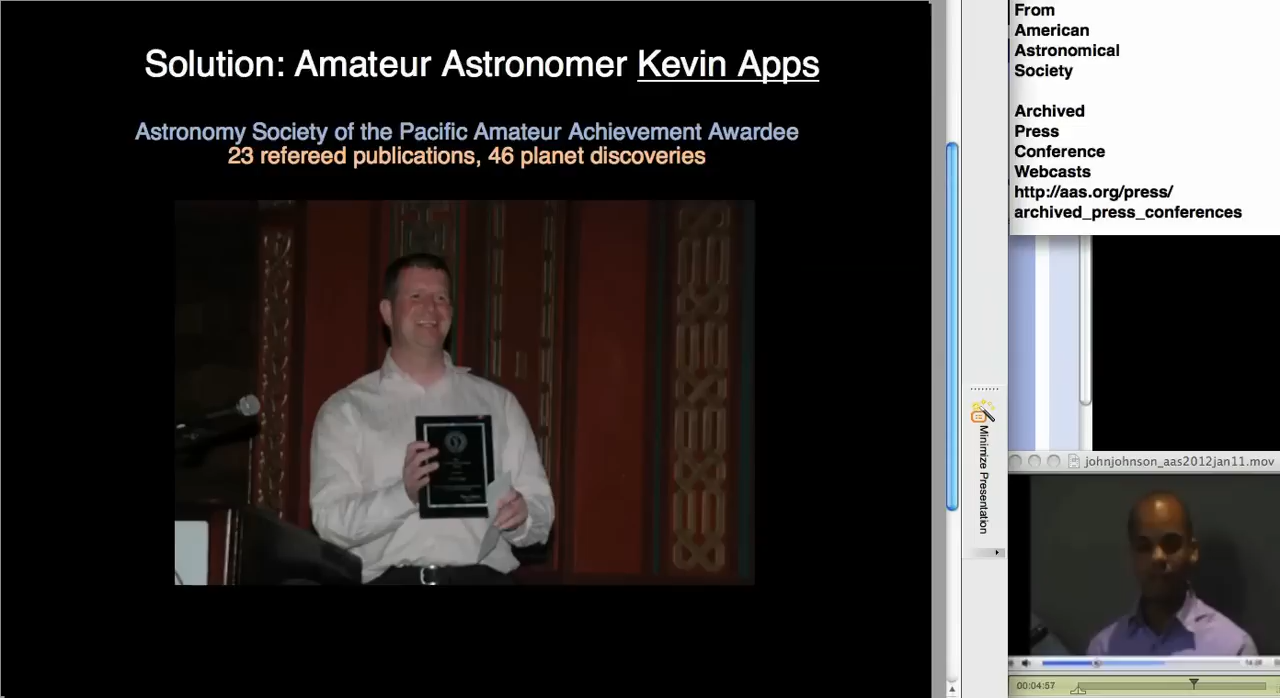 Solution: Amateur Astronomer Kevin Apps
Astronomy Society of the Pacific Amateur Achievement Awardee
23 refereed publications, 46 planet discoveries
From
American
Astronomical
Society
Archived
Press
Conference
Webcasts
http://aas.org/press/
archived_press_conferences
Minimize Presentation
johnjohnson_aas2012jan11.mov
00:04:57